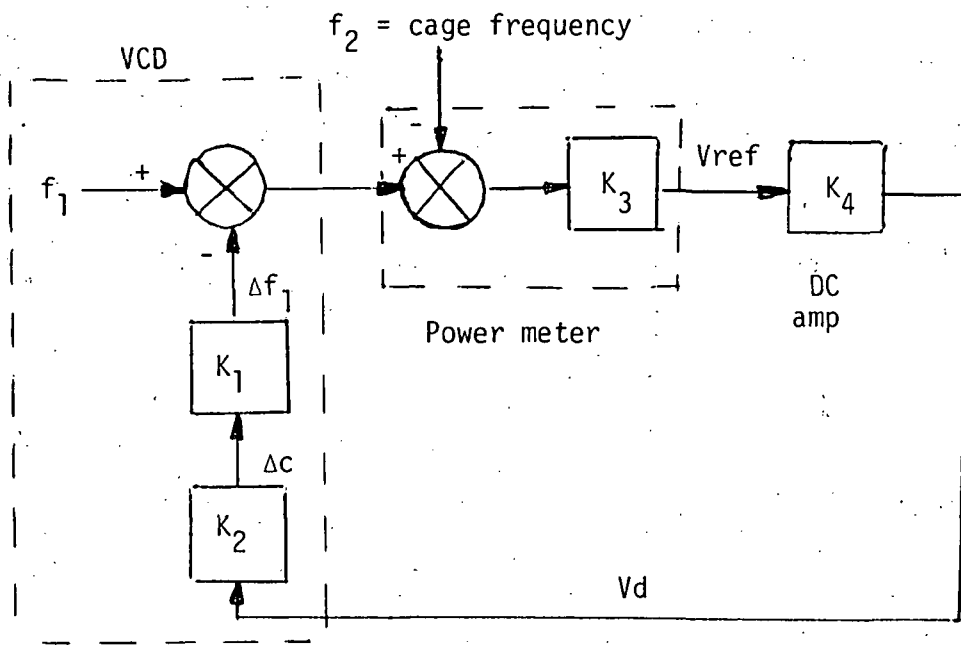 f₂ = cage frequency
VCD
-
+
f₁
+
K₃
Vref
K₄
-
Δf₁
DC
amp
Power meter
K₁
Δc
K₂
Vd